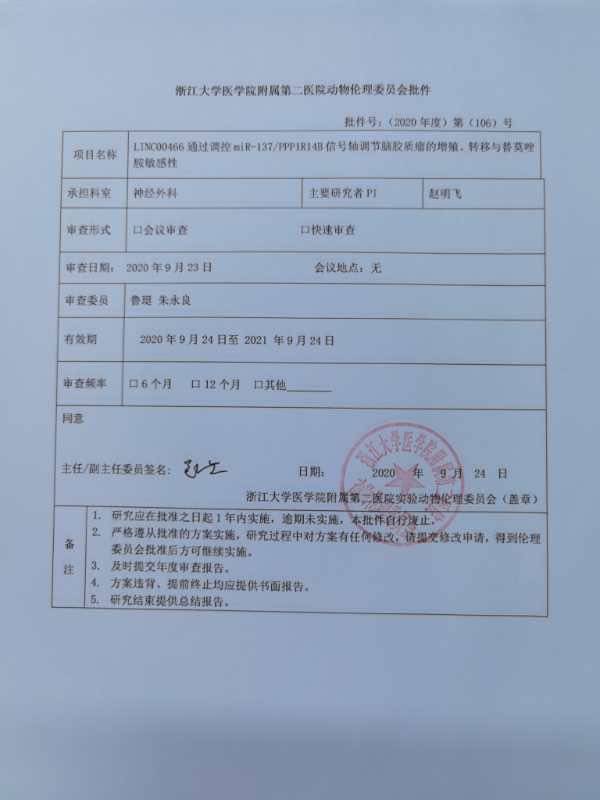 浙江大学医学院附属第二医院动物伦理委员会批件
批件号：（2020年度）第（106）号
项目名称
LINC00466通过调控miR-137/PPP1R14B信号轴调节脑胶质瘤的增殖、转移与替莫唑
胺敏感性
承担科室 神经外科 主要研究者PI 赵明飞
审查形式 □会议审查 □快速审查
审查日期： 2020年9月23日 会议地点：无
审查委员 鲁珽 朱永良
有效期 2020年9月24日至 2021 年9月24日
审查频率 □6个月 □12个月 □其他______
同意
主任/副主任委员签名： 日期： 2020 年 9 月 24 日
浙江大学医学院附属第二医院实验动物伦理委员会（盖章）
备注
1. 研究应在批准之日起1年内实施，逾期未实施，本批件自行废止。
2. 严格遵从批准的方案实施，研究过程中对方案有任何修改，请提交修改申请，得到伦理
委员会批准后方可继续实施。
3. 及时提交年度审查报告。
4. 方案违背、提前终止均应提供书面报告。
5. 研究结束提供总结报告。